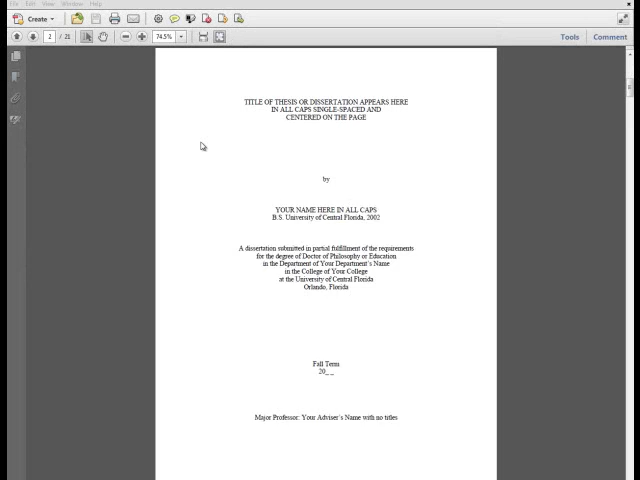 File Edit View Window Help
Create
2 / 21
74.5%
Tools
Comment
TITLE OF THESIS OR DISSERTATION APPEARS HERE
IN ALL CAPS SINGLE-SPACED AND
CENTERED ON THE PAGE
by
YOUR NAME HERE IN ALL CAPS
B.S. University of Central Florida, 2002
A dissertation submitted in partial fulfillment of the requirements
for the degree of Doctor of Philosophy or Education
in the Department of Your Department's Name
in the College of Your College
at the University of Central Florida
Orlando, Florida
Fall Term
20_ _
Major Professor: Your Adviser's Name with no titles